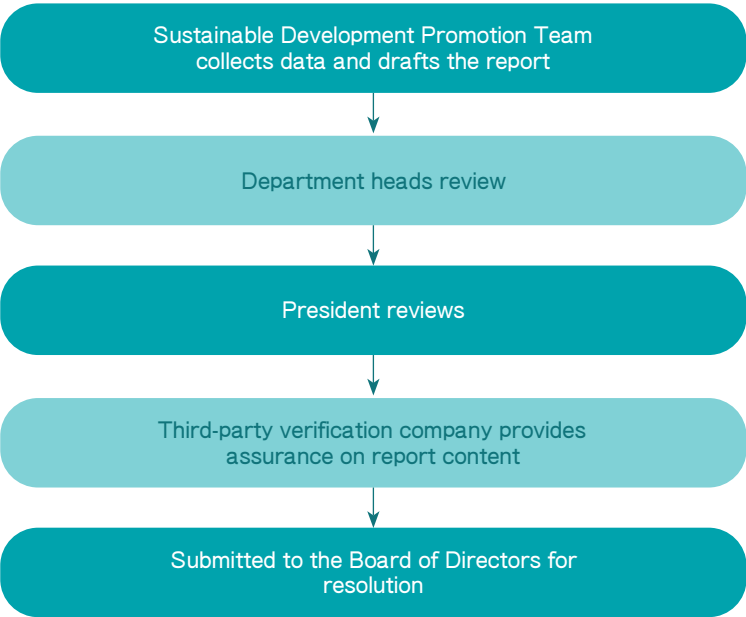 Sustainable Development Promotion Team
collects data and drafts the report
Department heads review
President reviews
Third-party verification company provides
assurance on report content
Submitted to the Board of Directors for
resolution